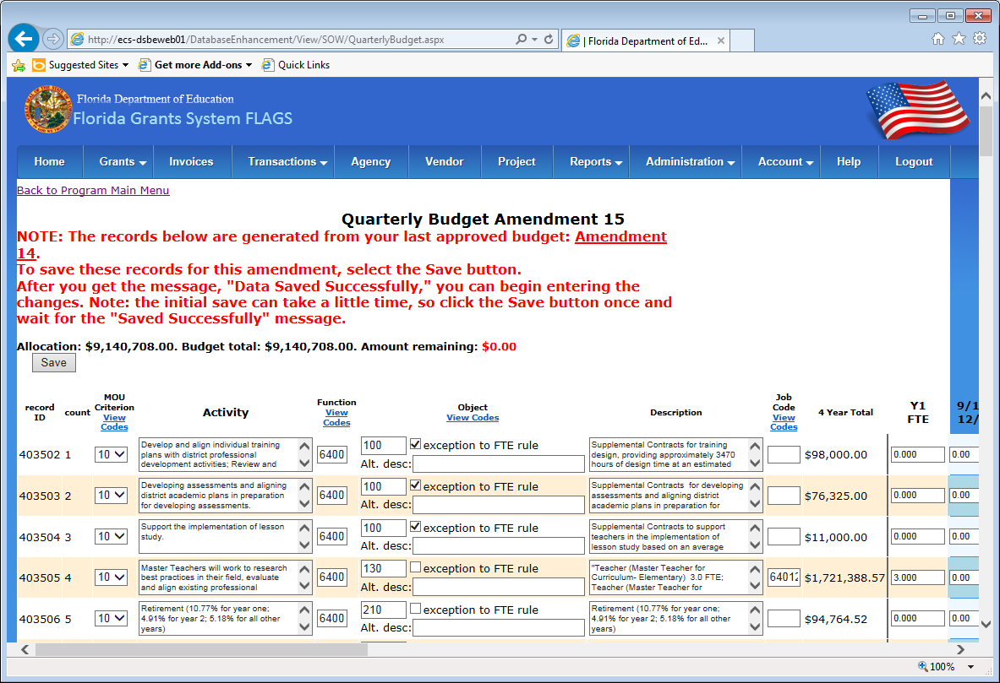 http://ecs-dsbeweb01/DatabaseEnhancement/View/SOW/QuarterlyBudget.aspx
| Florida Department of Ed...
Suggested Sites Get more Add-ons Quick Links
Florida Department of Education
Florida Grants System FLAGS
Home Grants Invoices Transactions Agency Vendor Project Reports Administration Account Help Logout
Back to Program Main Menu
Quarterly Budget Amendment 15
NOTE: The records below are generated from your last approved budget: Amendment
14.
To save these records for this amendment, select the Save button.
After you get the message, "Data Saved Successfully," you can begin entering the
changes. Note: the initial save can take a little time, so click the Save button once and
wait for the "Saved Successfully" message.
Allocation: $9,140,708.00. Budget total: $9,140,708.00. Amount remaining: $0.00
Save
record
ID
count
MOU
Criterion
View
Codes
Activity
Function
View
Codes
Object
View Codes
Description
Job
Code
View
Codes
4 Year Total
Y1
FTE
9/1
12/
403502 1
10
Develop and align individual training
plans with district professional
development activities; Review and
6400
100 exception to FTE rule
Alt. desc:
Supplemental Contracts for training
design, providing approximately 3470
hours of design time at an estimated
$98,000.00
0.000
0.00
403503 2
10
Developing assessments and aligning
district academic plans in preparation
for developing assessments.
6400
100 exception to FTE rule
Alt. desc:
Supplemental Contracts for developing
assessments and aligning district
academic plans in preparation for
$76,325.00
0.000
0.00
403504 3
10
Support the implementation of lesson
study.
6400
100 exception to FTE rule
Alt. desc:
Supplemental Contracts to support
teachers in the implementation of
lesson study based on an average
$11,000.00
0.000
0.00
403505 4
10
Master Teachers will work to research
best practices in their field, evaluate
and align existing professional
6400
130 exception to FTE rule
Alt. desc:
"Teacher (Master Teacher for
Curriculum- Elementary) 3.0 FTE;
Teacher (Master Teacher for
64012
$1,721,388.57
3.000
0.00
403506 5
10
Retirement (10.77% for year one;
4.91% for year 2; 5.18% for all other
years)
6400
210 exception to FTE rule
Alt. desc:
Retirement (10.77% for year one;
4.91% for year 2; 5.18% for all other
years)
$94,764.52
0.000
0.00
100%